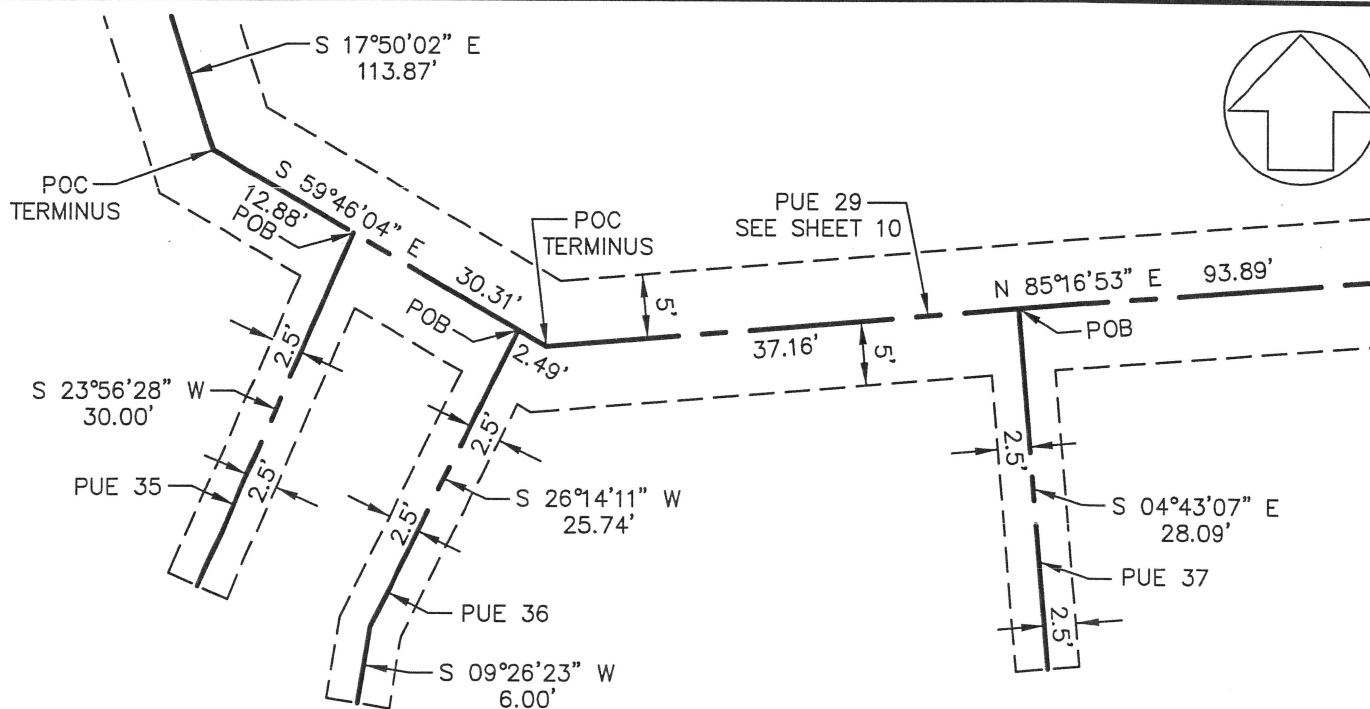 S 17°50'02" E
113.87'
POC
TERMINUS
S 59°46'04" E
12.88'
POB
30.31'
POB
2.49'
POC
TERMINUS
PUE 29
SEE SHEET 10
5'
37.16'
5'
N 85°16'53" E
93.89'
POB
2.5'
S 23°56'28" W
30.00'
2.5'
PUE 35
2.5'
S 26°14'11" W
25.74'
2.5'
PUE 36
S 09°26'23" W
6.00'
2.5'
S 04°43'07" E
28.09'
PUE 37
2.5'